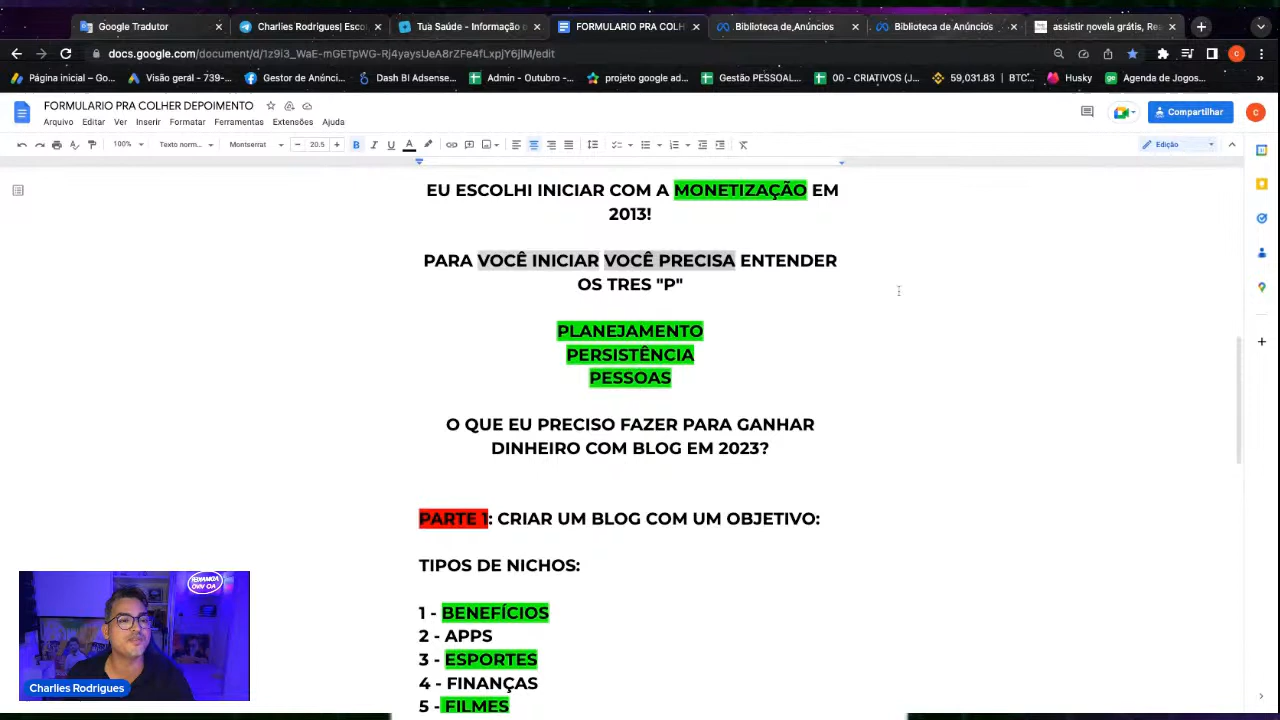 Google Tradutor
Charlles Rodrigues| Esco
Tua Saúde - Informação o
FORMULARIO PRA COLH
Biblioteca de Anúncios
Biblioteca de Anúncios
assistir novela grátis, Rea
docs.google.com/document/d/1z9i3_WaE-mGETpWG-Rj4yaysUeA8rZFe4fLxpjY6jlM/edit
Página inicial – Go...
Visão geral – 739-...
Gestor de Anúnci...
Dash BI Adsense...
Admin - Outubro -...
projeto google ad...
Gestão PESSOAL...
00 - CRIATIVOS (J...
59,031.83 | BTC...
Husky
Agenda de Jogos...
FORMULARIO PRA COLHER DEPOIMENTO
Arquivo Editar Ver Inserir Formatar Ferramentas Extensões Ajuda
Compartilhar
100% Texto norm... Montserrat 20.5
Edição
EU ESCOLHI INICIAR COM A MONETIZAÇÃO EM
2013!
PARA VOCÊ INICIAR VOCÊ PRECISA ENTENDER
OS TRES "P"
PLANEJAMENTO
PERSISTÊNCIA
PESSOAS
O QUE EU PRECISO FAZER PARA GANHAR
DINHEIRO COM BLOG EM 2023?
PARTE 1: CRIAR UM BLOG COM UM OBJETIVO:
TIPOS DE NICHOS:
1 - BENEFÍCIOS
2 - APPS
3 - ESPORTES
4 - FINANÇAS
5 - FILMES
Charlles Rodrigues